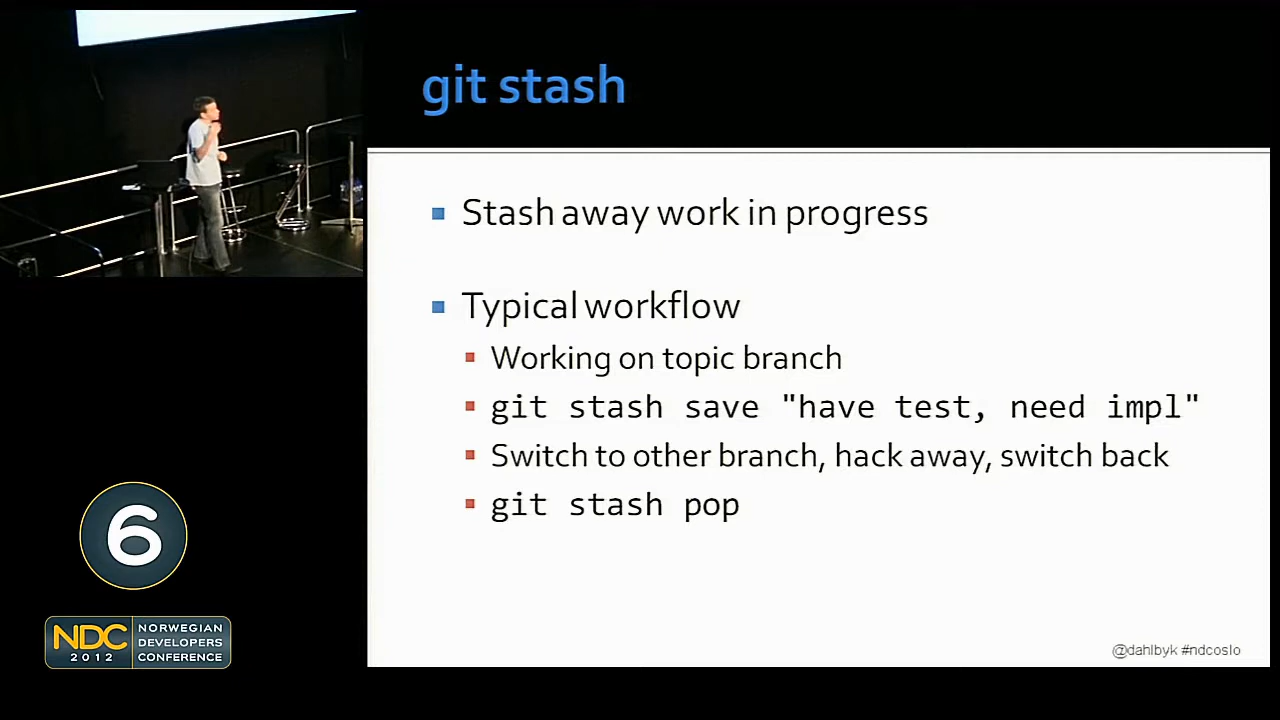 git stash
Stash away work in progress
Typical workflow
Working on topic branch
git stash save "have test, need impl"
Switch to other branch, hack away, switch back
git stash pop
6
NDC
2012
NORWEGIAN
DEVELOPERS
CONFERENCE
@dahlbyk #ndcoslo